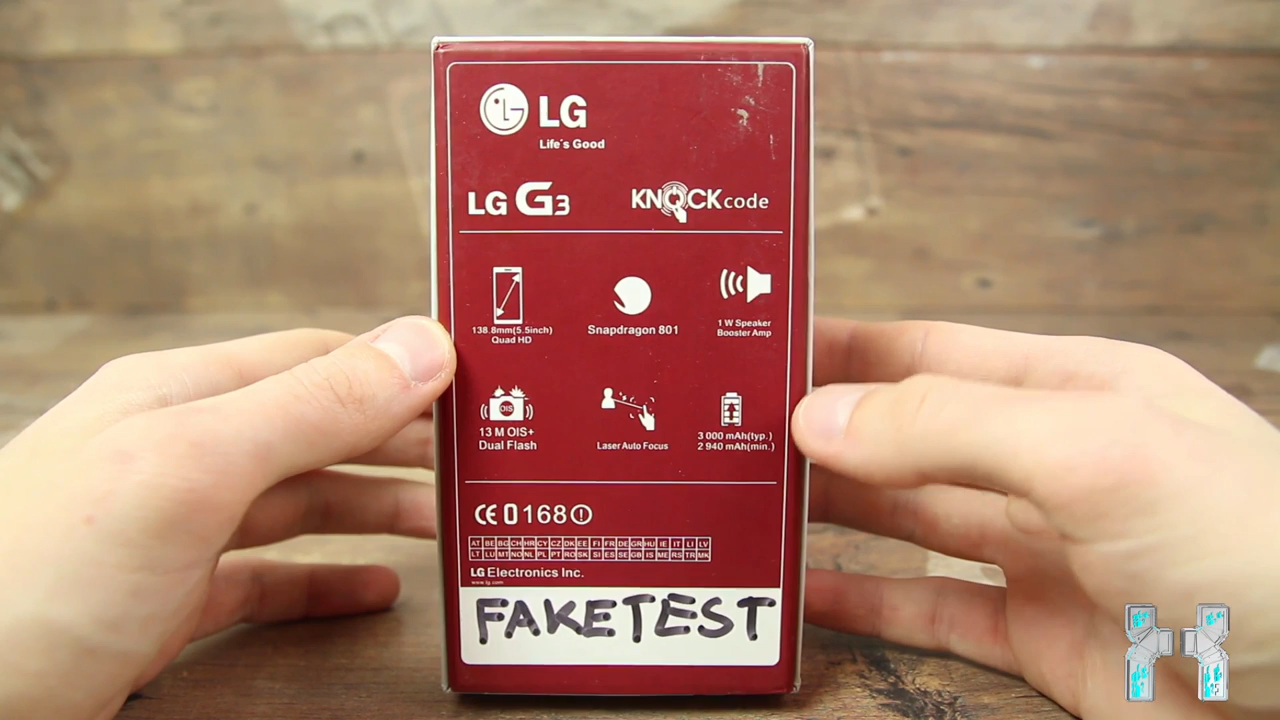 LG
Life's Good
LG G3
KNOCK code
138.8mm(5.5inch)
Quad HD
Snapdragon 801
1 W Speaker
Booster Amp
OIS
13 M OIS+
Dual Flash
Laser Auto Focus
3 000 mAh(typ.)
2 940 mAh(min.)
CE 0168
AT BE BG CH HR CY CZ DK EE FI FR DE GR HU IE IT LI LV
LT LU MT NO NL PL PT RO SK SI ES SE GB IS ME RS TR MK
LG Electronics Inc.
www.lg.com
FAKETEST